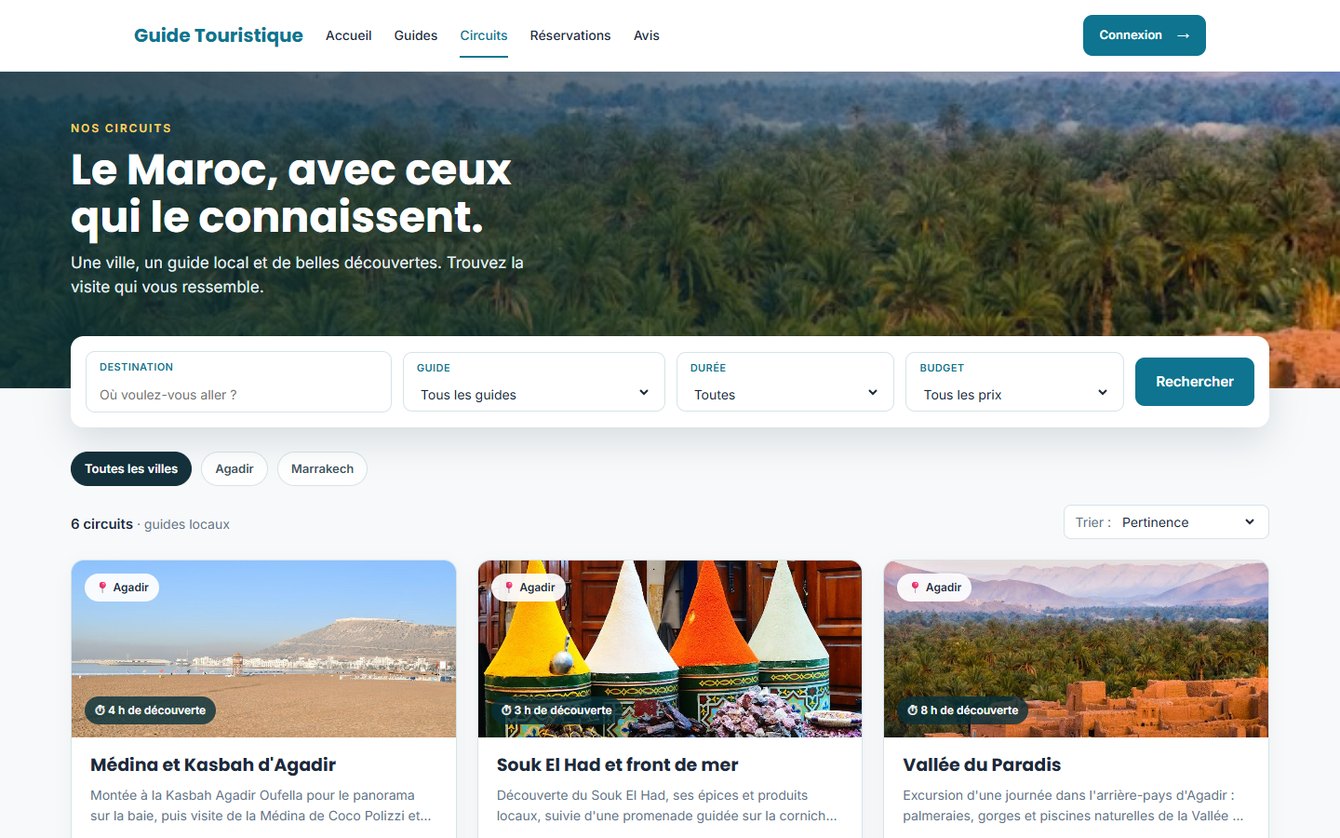 Guide Touristique
Accueil
Guides
Circuits
Réservations
Avis
Connexion →
NOS CIRCUITS
Le Maroc, avec ceux
qui le connaissent.
Une ville, un guide local et de belles découvertes. Trouvez la
visite qui vous ressemble.
DESTINATION
Où voulez-vous aller ?
GUIDE
Tous les guides
DURÉE
Toutes
BUDGET
Tous les prix
Rechercher
Toutes les villes
Agadir
Marrakech
6 circuits · guides locaux
Trier : Pertinence
Agadir
4 h de découverte
Médina et Kasbah d'Agadir
Montée à la Kasbah Agadir Oufella pour le panorama
sur la baie, puis visite de la Médina de Coco Polizzi et...
Agadir
3 h de découverte
Souk El Had et front de mer
Découverte du Souk El Had, ses épices et produits
locaux, suivie d'une promenade guidée sur la cornich...
Agadir
8 h de découverte
Vallée du Paradis
Excursion d'une journée dans l'arrière-pays d'Agadir :
palmeraies, gorges et piscines naturelles de la Vallée ...